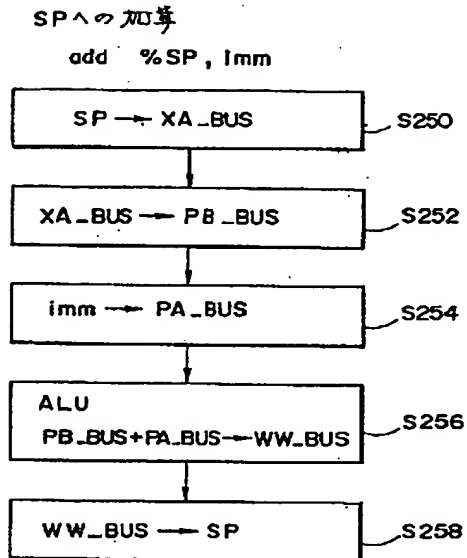 SPへの加算
add %SP, imm
SP → XA_BUS
S250
XA_BUS → PB_BUS
S252
imm → PA_BUS
S254
ALU
PB_BUS+PA_BUS→WW_BUS
S256
WW_BUS → SP
S258